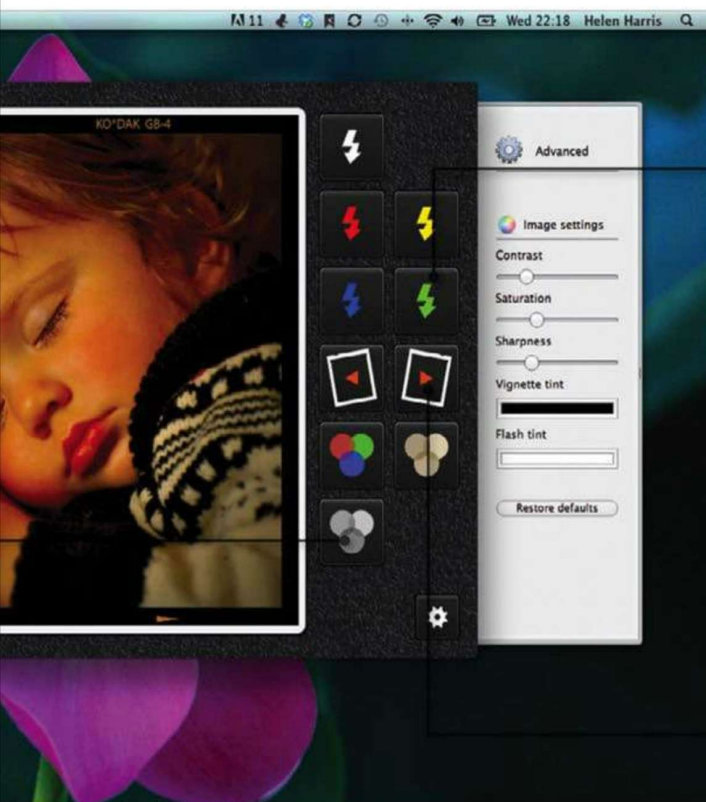 11 Wed 22:18 Helen Harris
KO*DAK GB-4
Advanced
Image settings
Contrast
Saturation
Sharpness
Vignette tint
Flash tint
Restore defaults